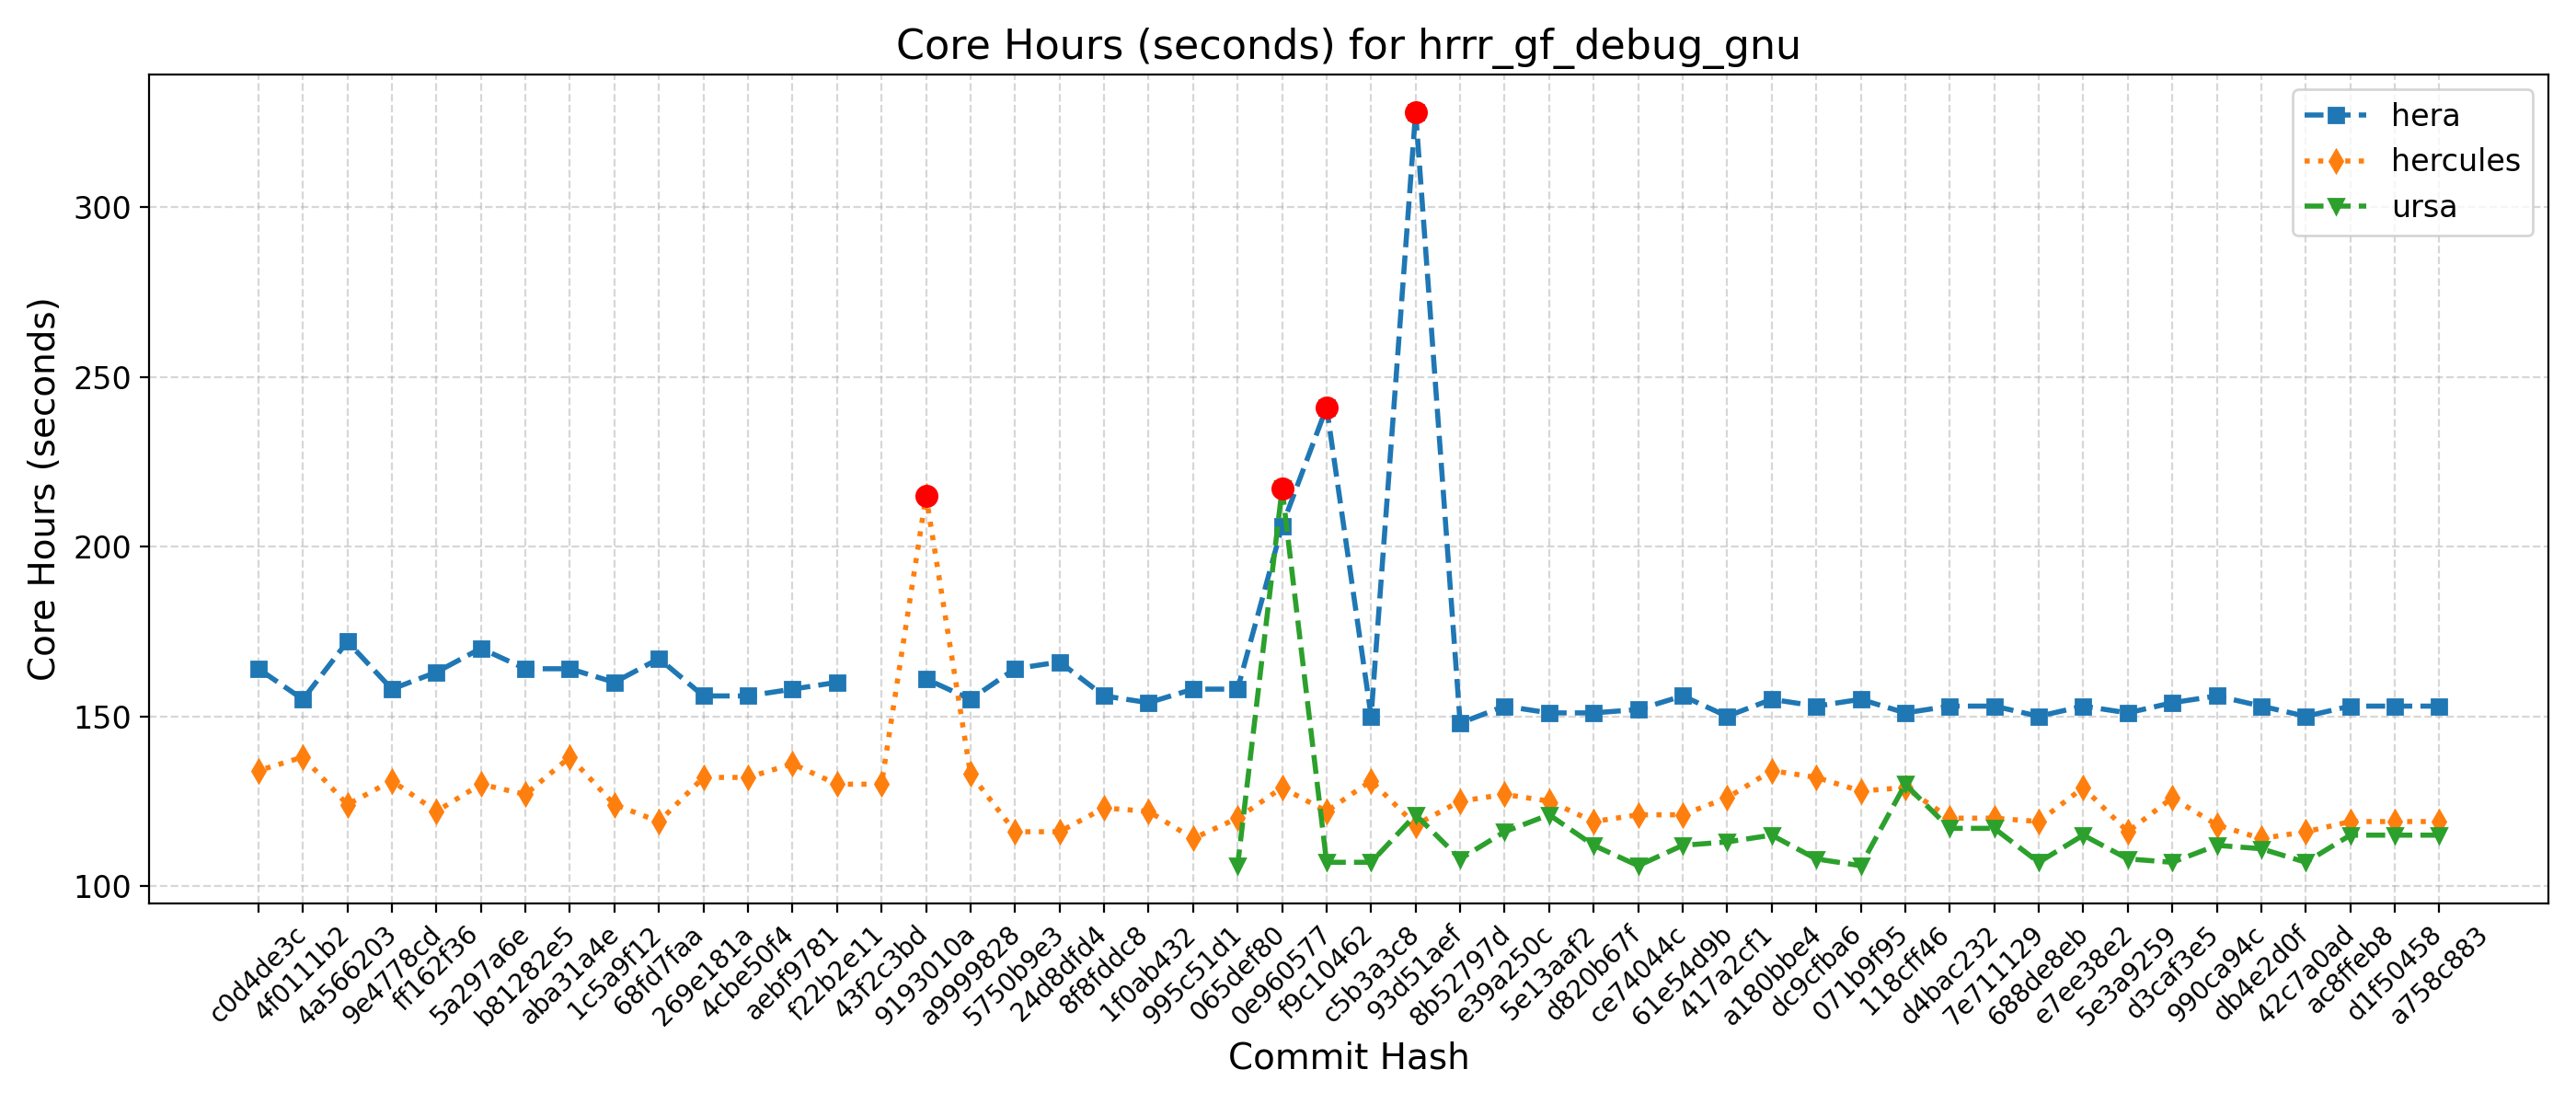 Core Hours (seconds) for hrrr_gf_debug_gnu
hera
hercules
ursa
Core Hours (seconds)
300
250
200
150
100
c0d4de3c
4f0111b2
4a566203
9e4778cd
ff162f36
5a297a6e
b81282e5
aba31a4e
1c5a9f12
68fd7faa
269e181a
4cbe50f4
aebf9781
f22b2e11
43f2c3bd
9193010a
a9999828
5750b9e3
24d8dfd4
8f8fddc8
1f0ab432
995c51d1
065def80
0e960577
f9c10462
c5b3a3c8
93d51aef
8b52797d
e39a250c
5e13aaf2
d820b67f
ce74044c
61e54d9b
417a2cf1
a180bbe4
dc9cfba6
071b9f95
118cff46
d4bac232
7e711129
688de8eb
e7ee38e2
5e3a9259
d3caf3e5
990ca94c
db4e2d0f
42c7a0ad
ac8ffeb8
d1f50458
a758c883
Commit Hash